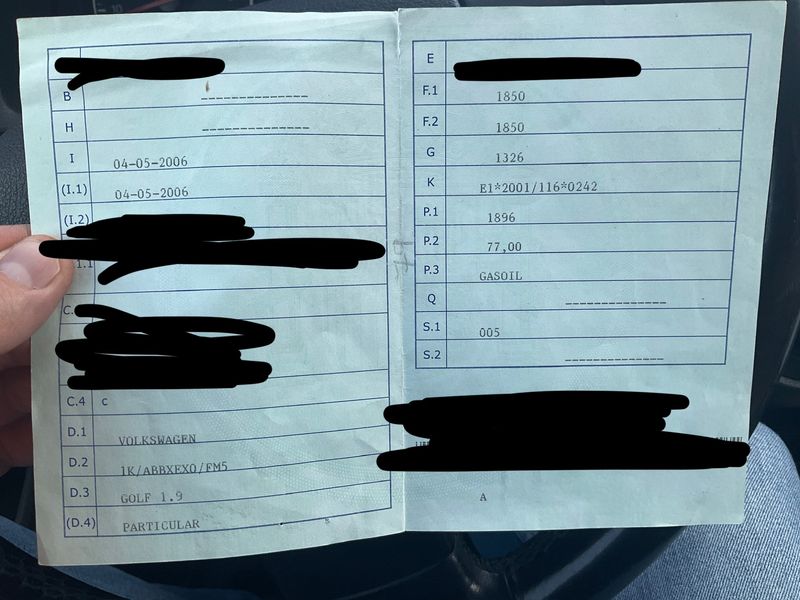 B -------------
H -------------
I 04-05-2006
(I.1) 04-05-2006
(I.2)
C.4 c
D.1 VOLKSWAGEN
D.2 1K/ABBXEX0/FM5
D.3 GOLF 1.9
(D.4) PARTICULAR
E
F.1 1850
F.2 1850
G 1326
K E1*2001/116*0242
P.1 1896
P.2 77,00
P.3 GASOIL
Q -------------
S.1 005
S.2 -------------
A